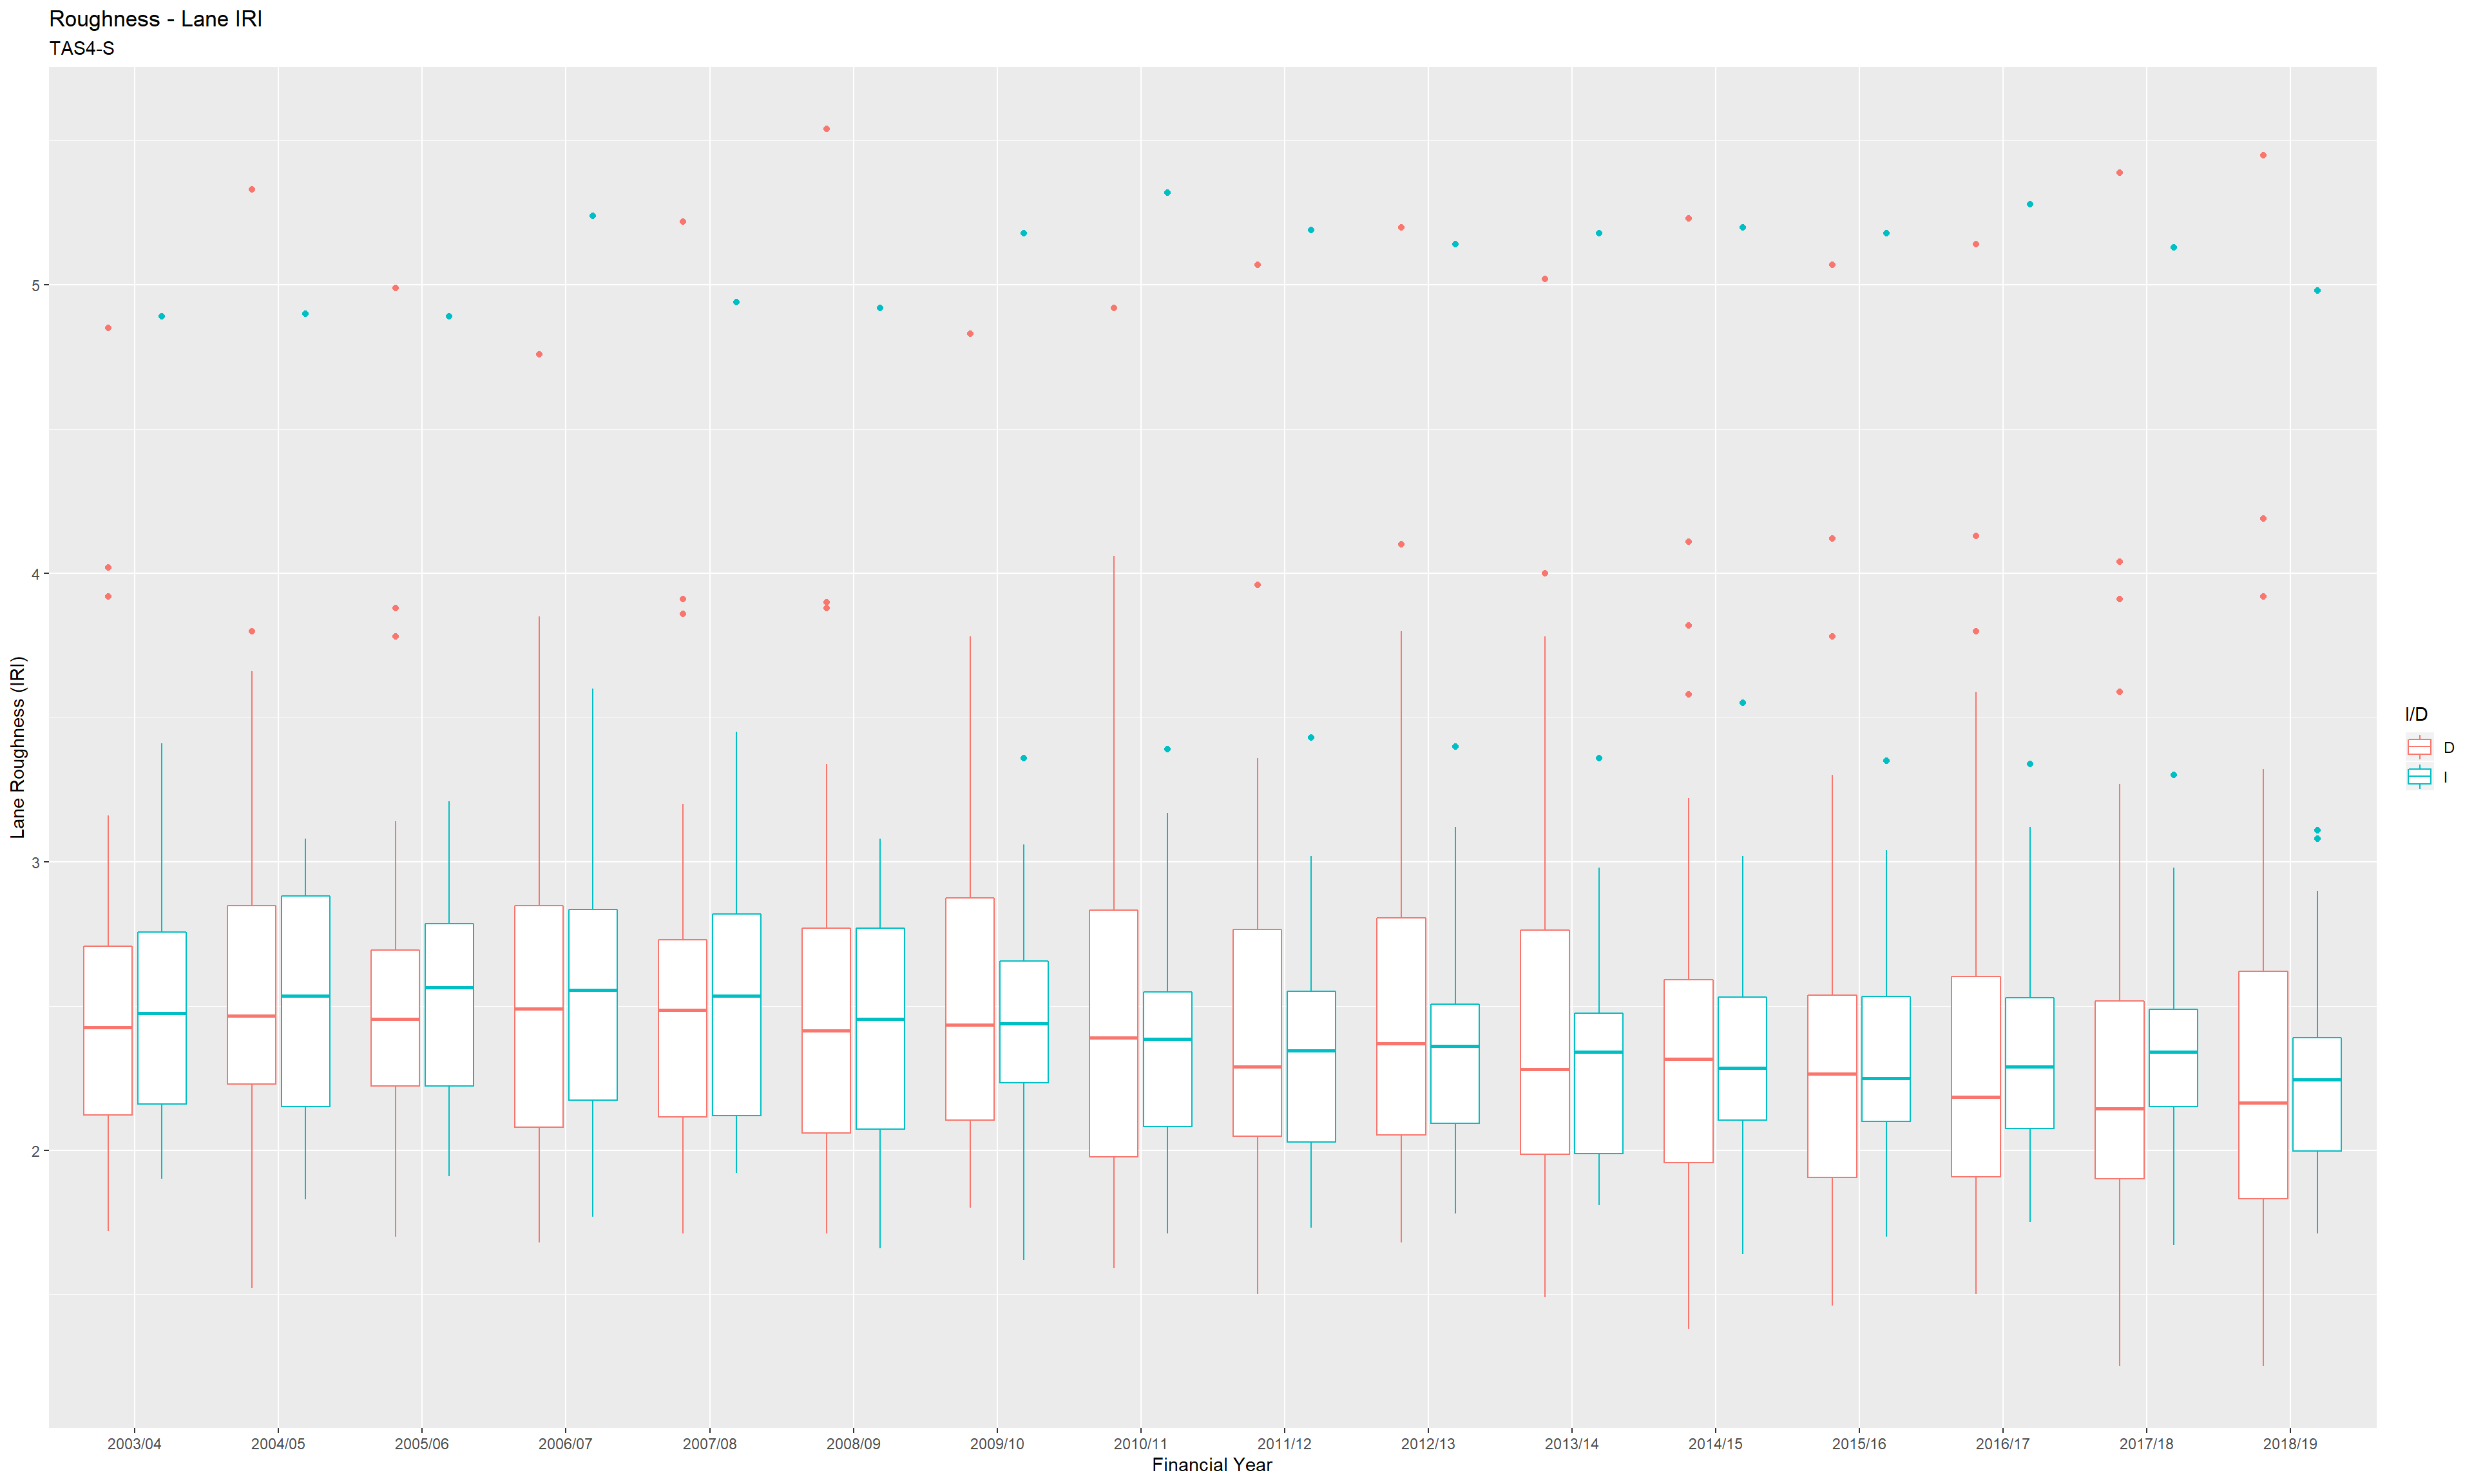 Roughness - Lane IRI
TAS4-S
Lane Roughness (IRI)
5
4
3
2
2003/04 2004/05 2005/06 2006/07 2007/08 2008/09 2009/10 2010/11 2011/12 2012/13 2013/14 2014/15 2015/16 2016/17 2017/18 2018/19
Financial Year
I/D
D
I